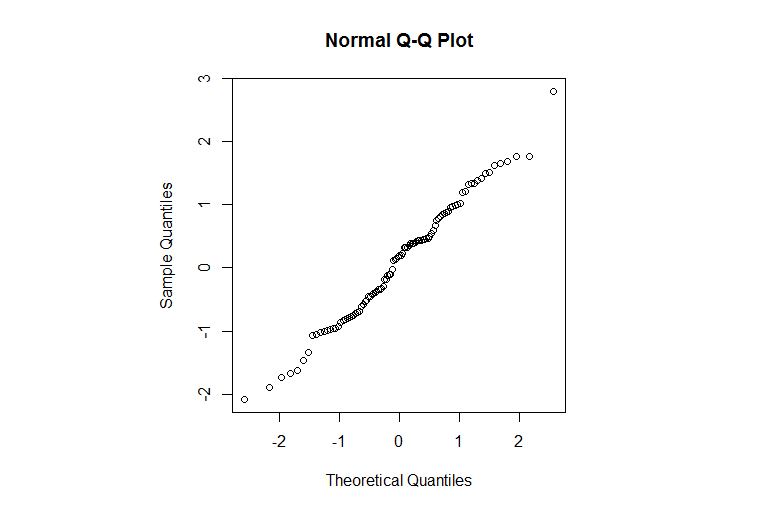 Normal Q-Q Plot
3
2
1
0
-1
-2
Sample Quantiles
-2 -1 0 1 2
Theoretical Quantiles